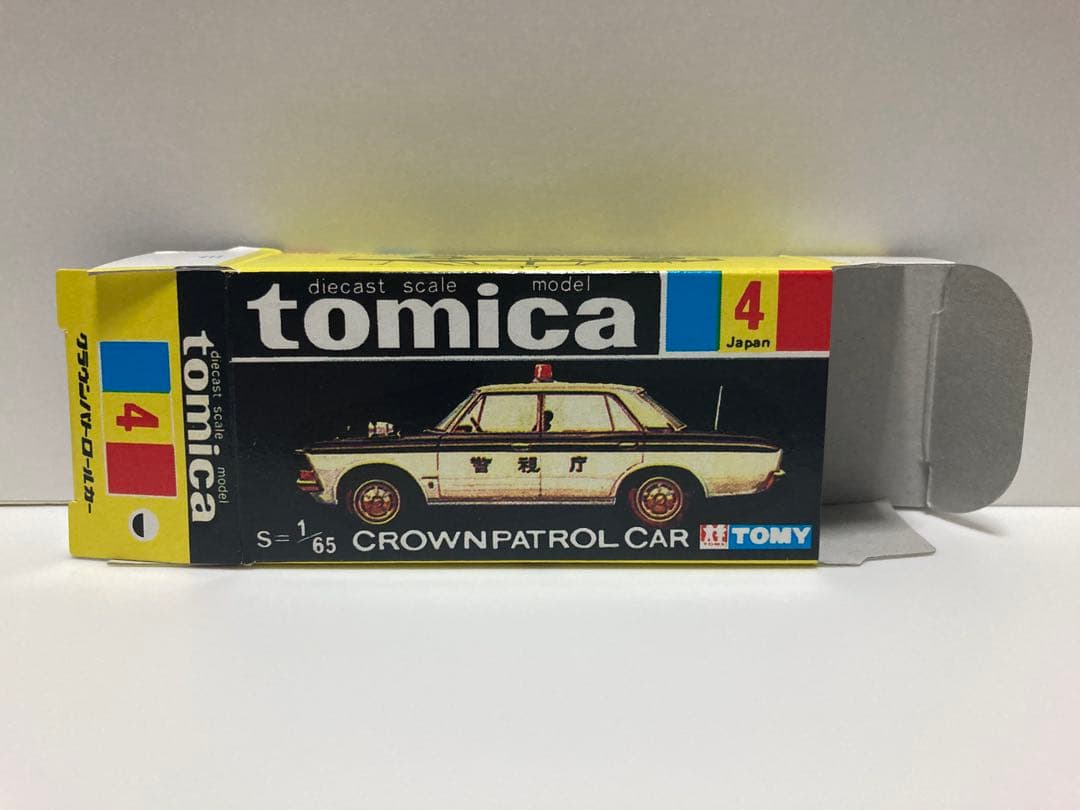 diecast scale model
tomica
4
Japan
警視庁
S=1/65 CROWN PATROL CAR
TOMY
クラウンパトロールカー
4
diecast scale model
tomica